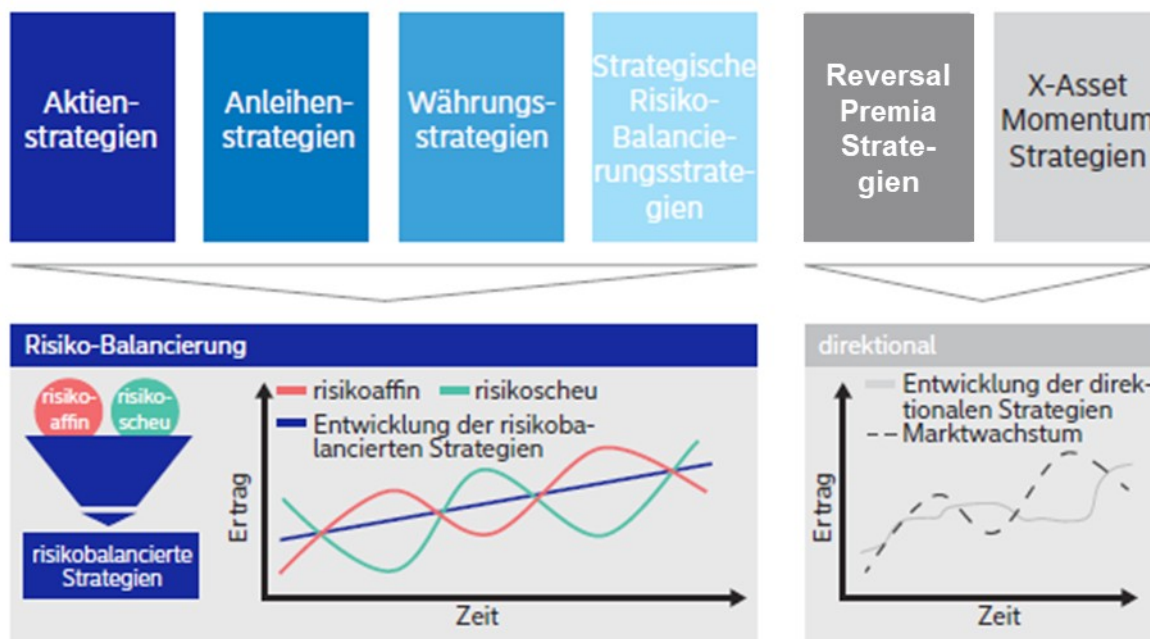 Aktien-
strategien
Anleihen-
strategien
Währungs-
strategien
Strategische
Risiko-
Balancie-
rungsstrate-
gien
Reversal
Premia
Strate-
gien
X-Asset
Momentum
Strategien
Risiko-Balancierung
risiko-
affin
risiko-
scheu
risikobalancierte
Strategien
risikoaffin
risikoscheu
Entwicklung der risikoba-
lancierten Strategien
Ertrag
Zeit
direktional
Entwicklung der direk-
tionalen Strategien
Marktwachstum
Ertrag
Zeit